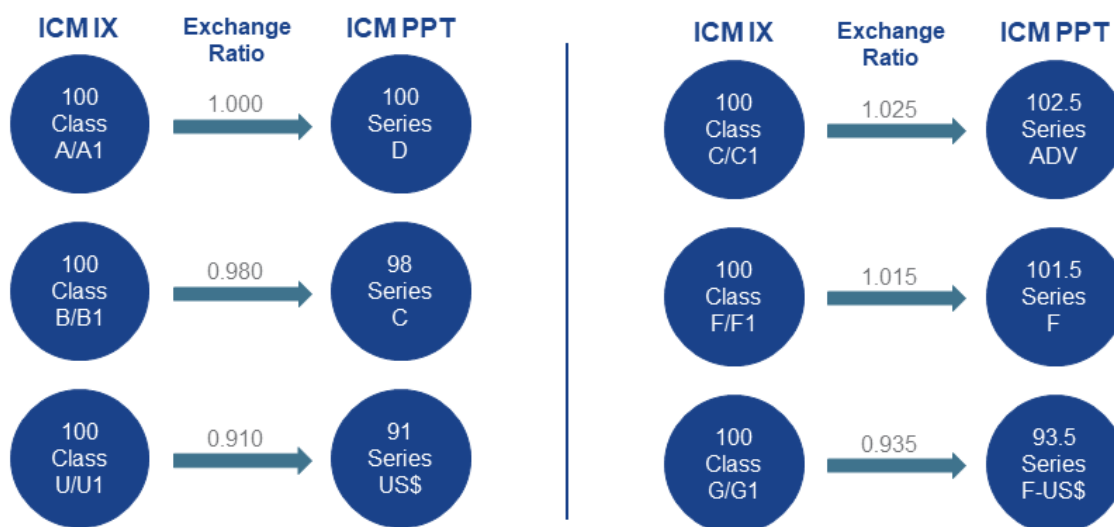 ICM IX
Exchange
Ratio
ICM PPT
100
Class
A/A1
1.000
100
Series
D
100
Class
B/B1
0.980
98
Series
C
100
Class
U/U1
0.910
91
Series
US$
ICM IX
Exchange
Ratio
ICM PPT
100
Class
C/C1
1.025
102.5
Series
ADV
100
Class
F/F1
1.015
101.5
Series
F
100
Class
G/G1
0.935
93.5
Series
F-US$